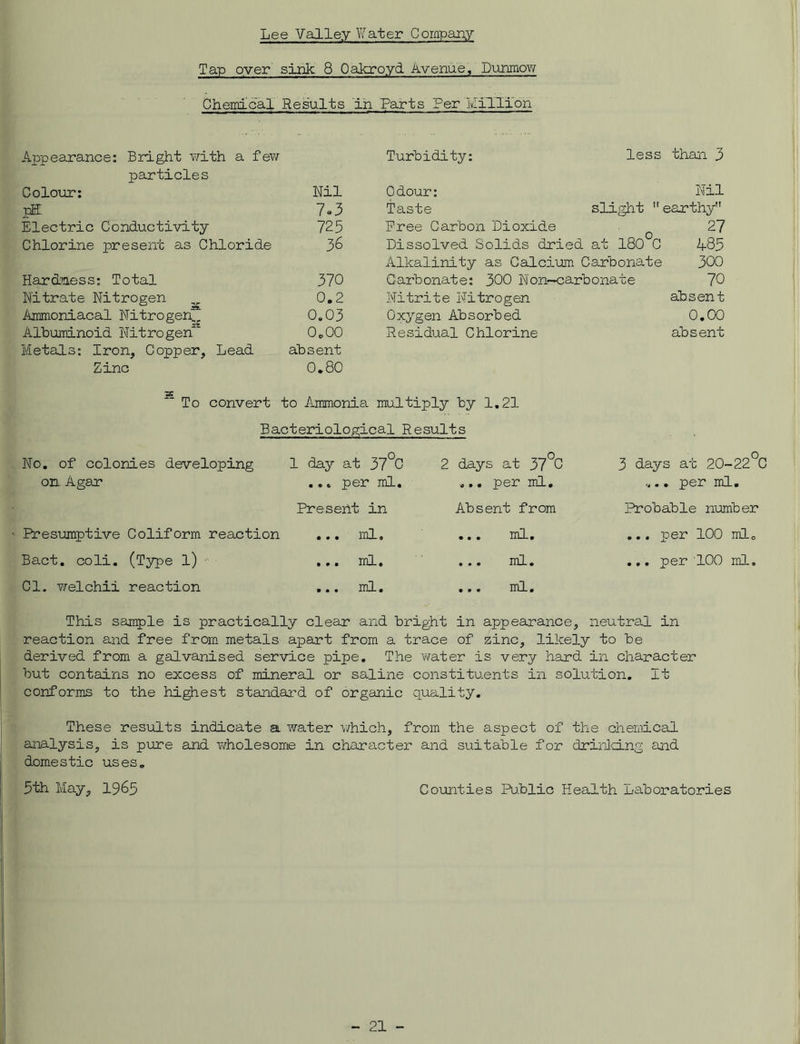 Lee Valley Water Company
Tap over sink 8 Oakroyd Avenue, Dunmow
Chemical Results in Parts Per Million
Appearance: Bright with a few particles Turbidity: less than 3
Colour: Nil Odour: Nil
pH 7.3 Taste slight "earthy"
Electric Conductivity 725 Free Carbon Dioxide 27
Chlorine present as Chloride 36 Dissolved Solids dried at 180°C 485
Alkalinity as Calcium Carbonate 300
Hardness: Total 370 Carbonate: 300 Non-carbonate 70
Nitrate Nitrogen 0.2 Nitrite Nitrogen absent
Ammoniacal Nitrogen* 0.03 Oxygen Absorbed 0.00
Albuminoid Nitrogen* 0.00 Residual Chlorine absent
Metals: Iron, Copper, Lead absent
Zinc 0.80
* To convert to Ammonia multiply by 1.21
Bacteriological Results
No. of colonies developing 1 day at 37°C 2 days at 37°C 3 days at 20-22°C
on Agar ... per ml. ... per ml. ... per ml.
Present in Absent from Probable number
Presumptive Coliform reaction ... ml. ... ml. ... per 100 ml.
Bact. coli. (Type 1) ... ml. ... ml. ... per 100 ml.
Cl. welchii reaction ... ml. ... ml.
This sample is practically clear and bright in appearance, neutral in
reaction and free from metals apart from a trace of zinc, likely to be
derived from a galvanised service pipe. The water is very hard in character
but contains no excess of mineral or saline constituents in solution. It
conforms to the highest standard of organic quality.
These results indicate a water which, from the aspect of the chemical
analysis, is pure and wholesome in character and suitable for drinking and
domestic uses.
5th May, 1965 Counties Public Health Laboratories
- 21 -